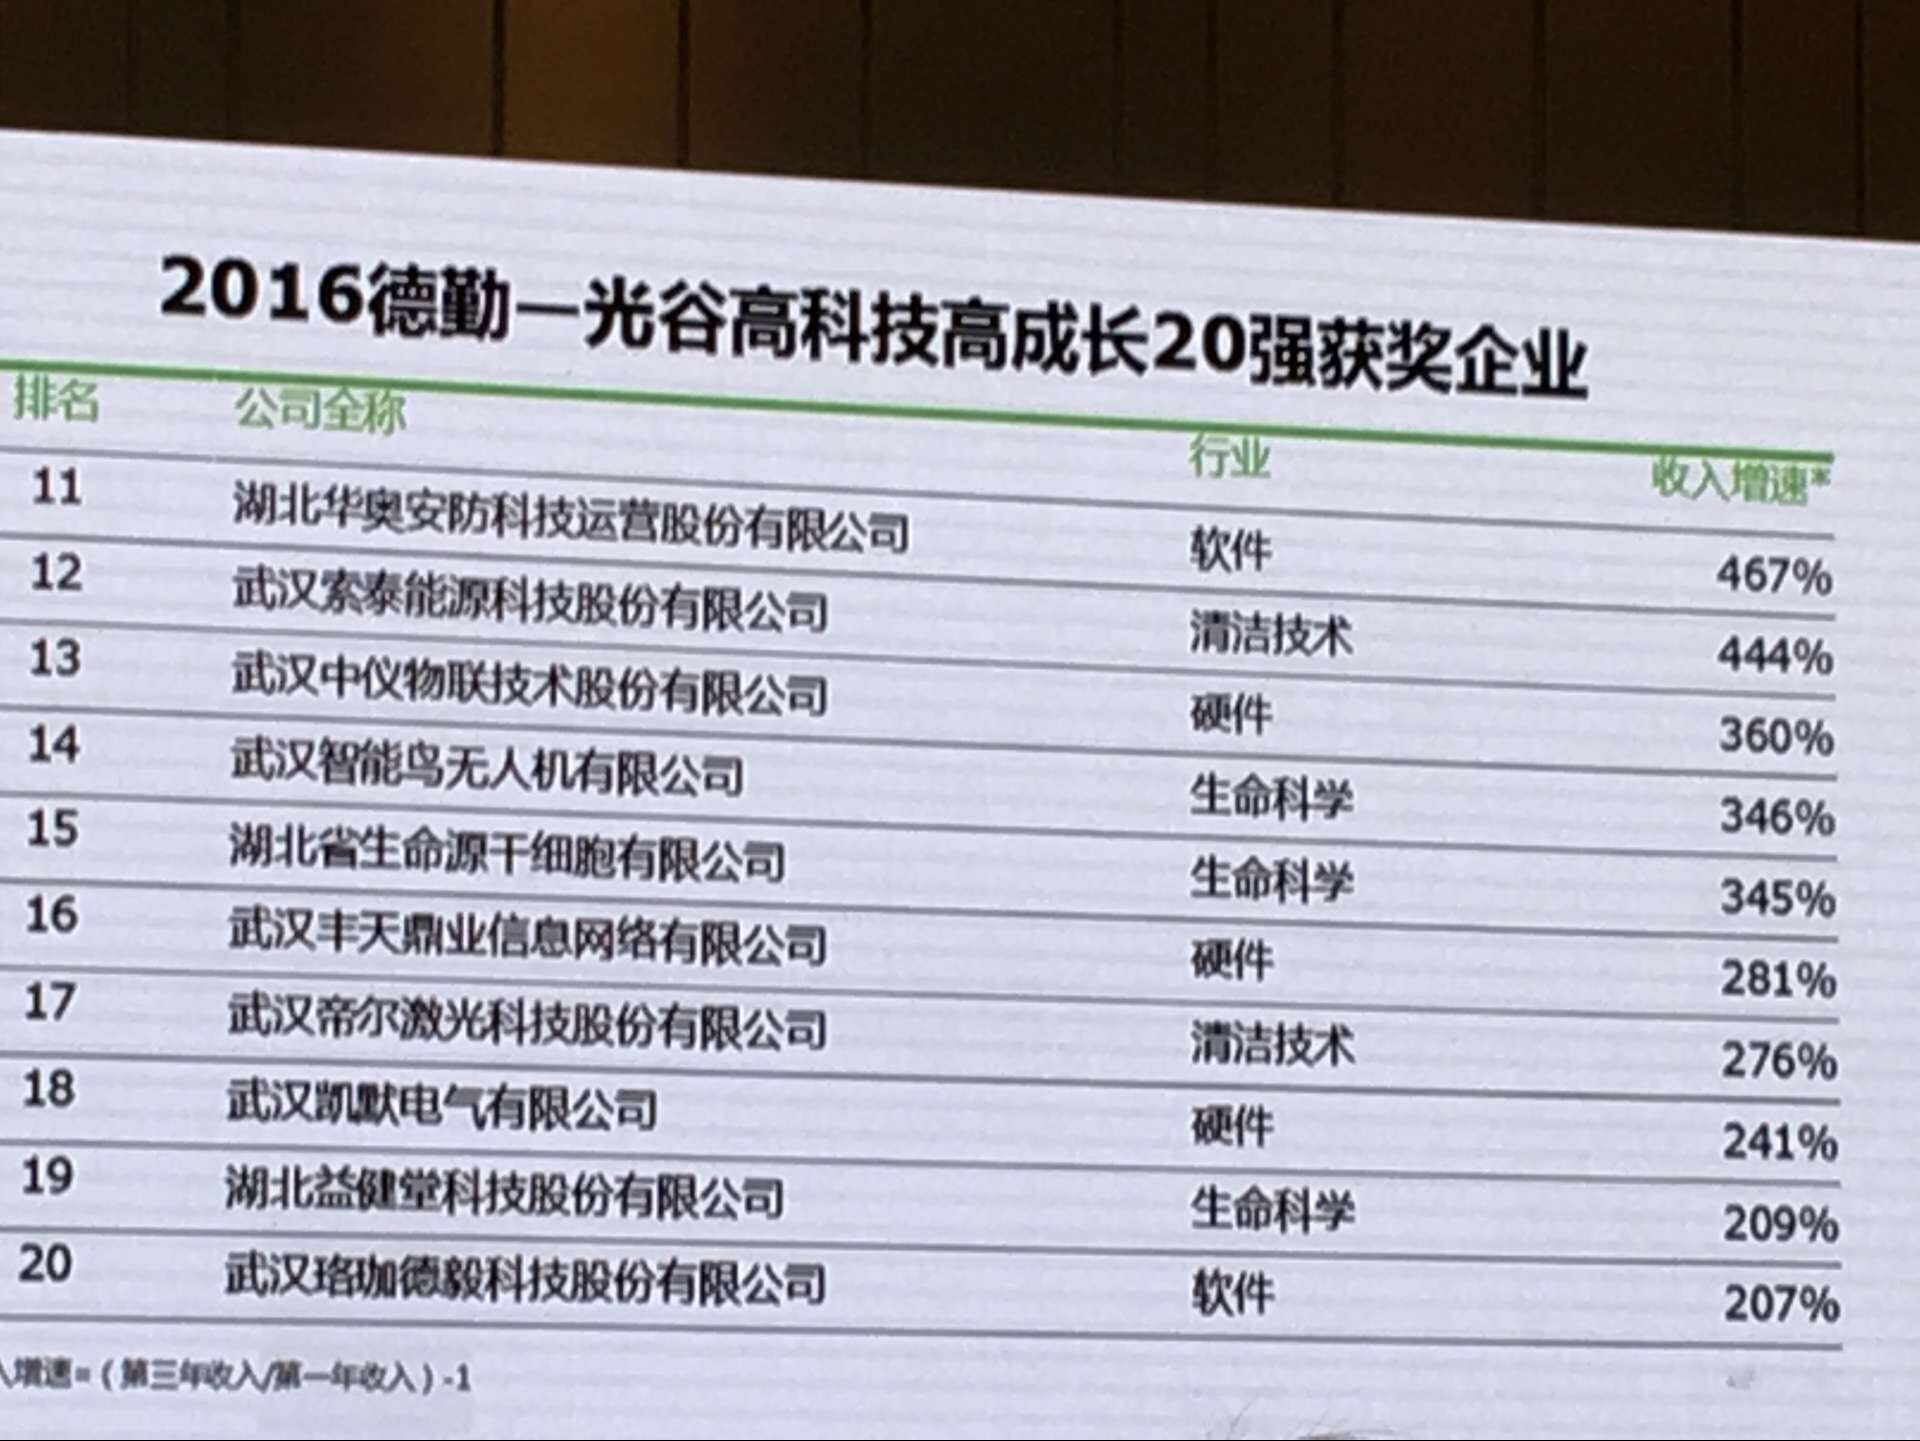 2016德勤—光谷高科技高成长20强获奖企业
排名 公司全称 行业 收入增速*
11 湖北华奥安防科技运营股份有限公司 软件 467%
12 武汉索泰能源科技股份有限公司 清洁技术 444%
13 武汉中仪物联技术股份有限公司 硬件 360%
14 武汉智能鸟无人机有限公司 生命科学 346%
15 湖北省生命源干细胞有限公司 生命科学 345%
16 武汉丰天鼎业信息网络有限公司 硬件 281%
17 武汉帝尔激光科技股份有限公司 清洁技术 276%
18 武汉凯默电气有限公司 硬件 241%
19 湖北益健堂科技股份有限公司 生命科学 209%
20 武汉珞珈德毅科技股份有限公司 软件 207%
入增速=(第三年收入/第一年收入)-1